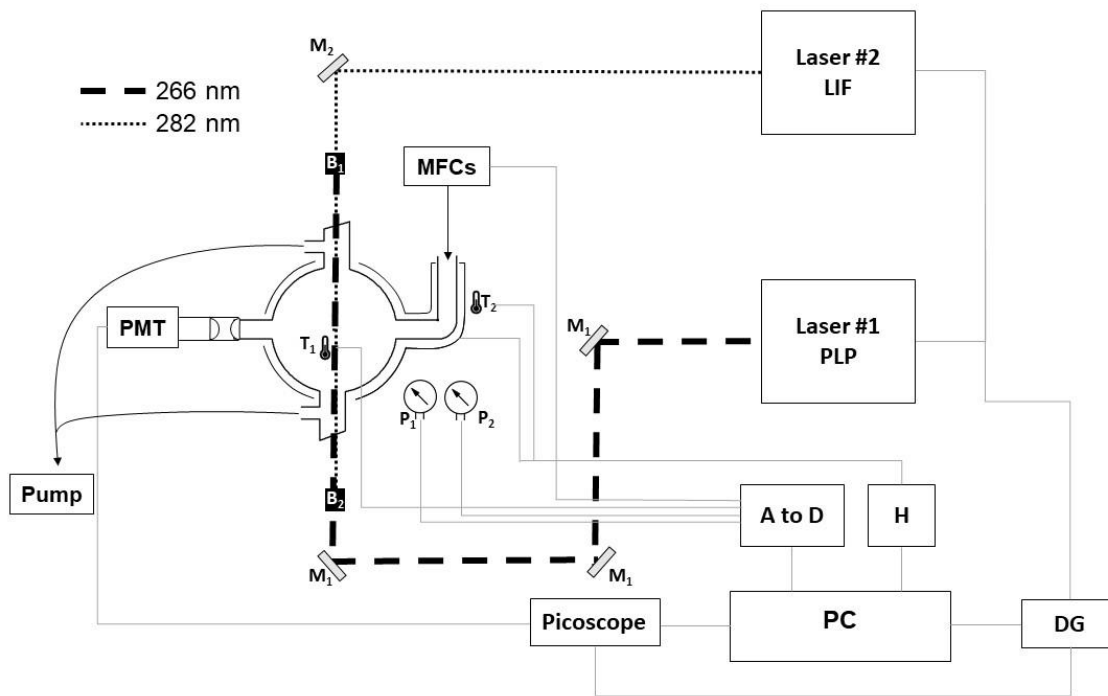 M₂
Laser #2
LIF
266 nm
282 nm
B₁
MFCs
T₂
PMT
T₁
M₁
Laser #1
PLP
P₁
P₂
Pump
B₂
A to D
H
M₁
M₁
Picoscope
PC
DG